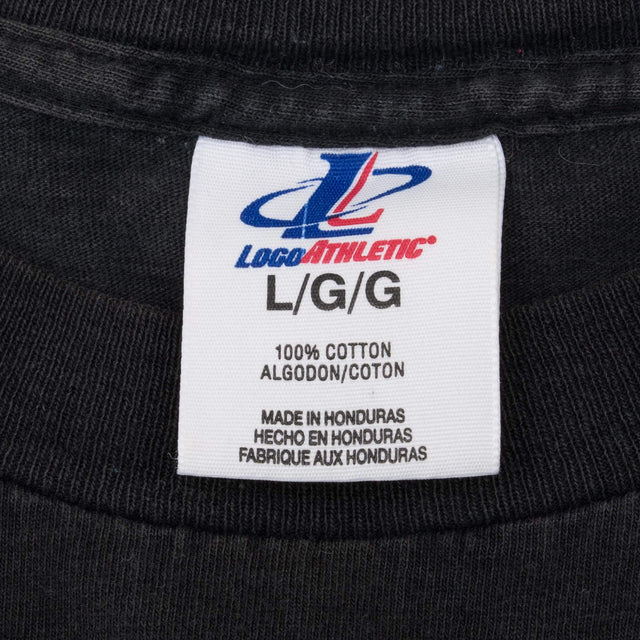 L
LOGOATHLETIC
L/G/G
100% COTTON
ALGODON/COTON
MADE IN HONDURAS
HECHO EN HONDURAS
FABRIQUE AUX HONDURAS